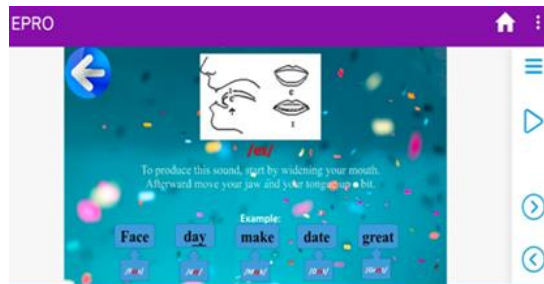 EPRO
/eɪ/
To produce this sound, start by widening your mouth.
Afterward move your jaw and your tongue up a bit.
Example:
Face day make date great